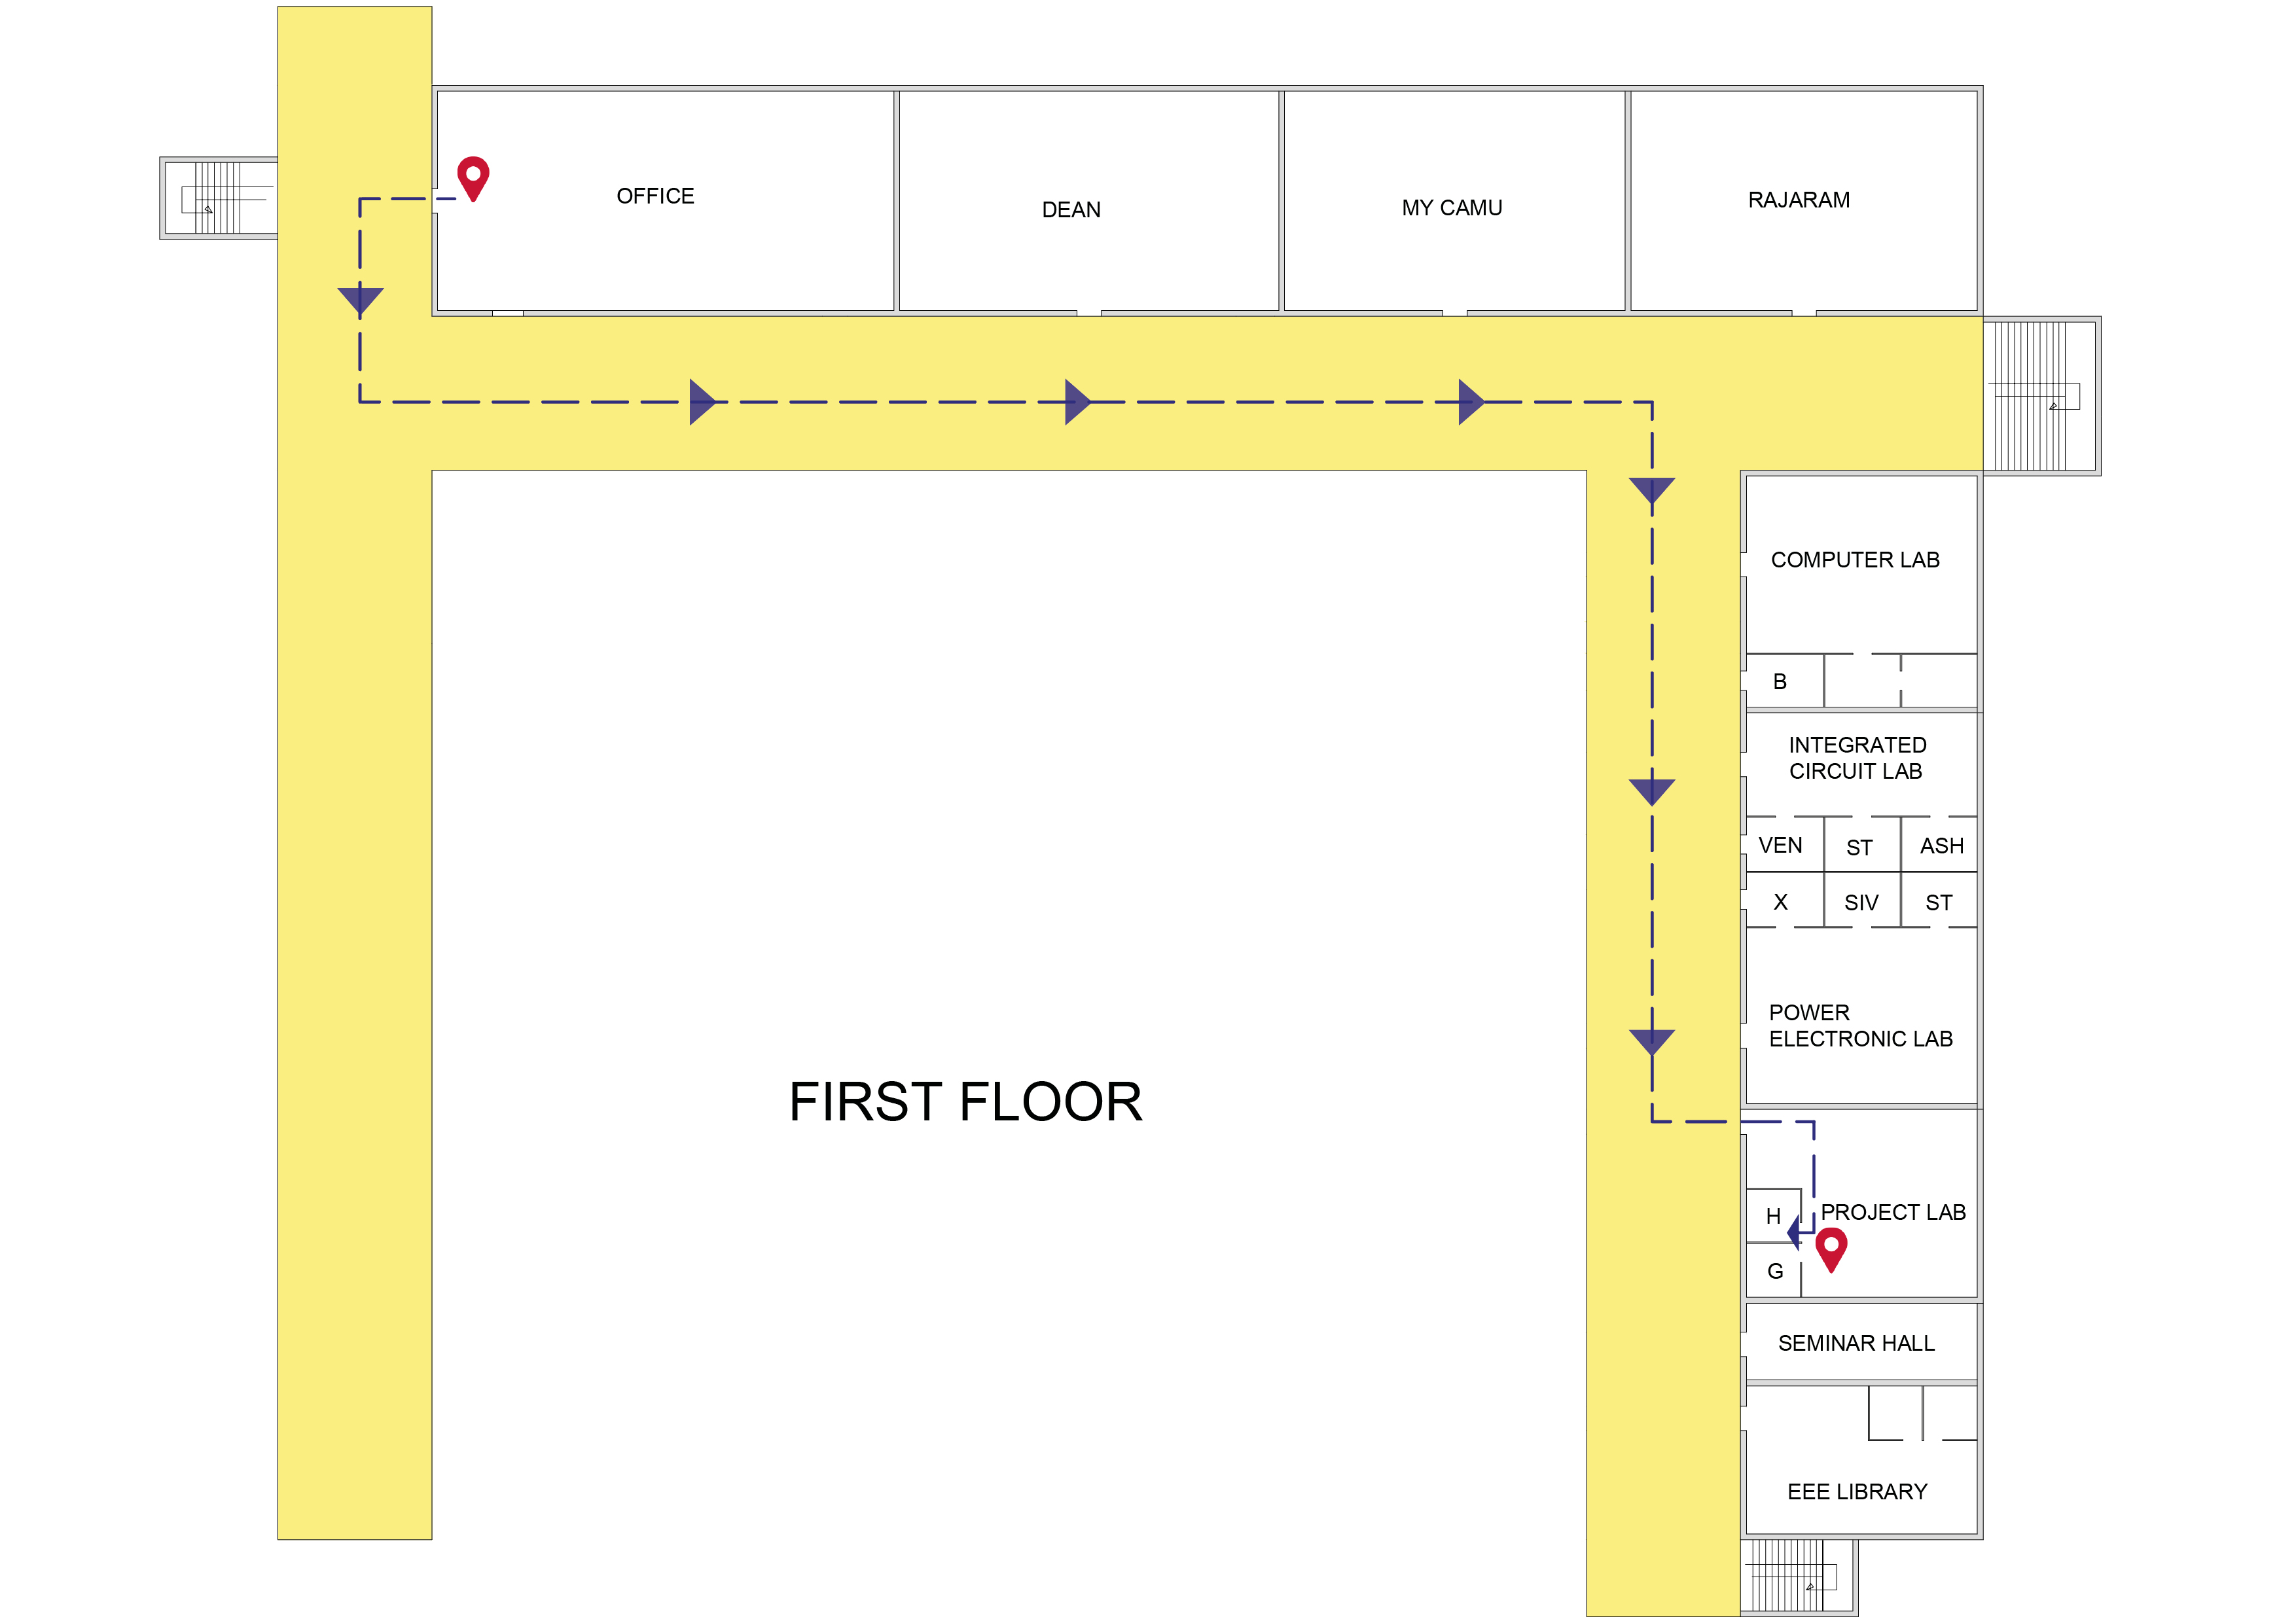 OFFICE
DEAN
MY CAMU
RAJARAM
COMPUTER LAB
B
INTEGRATED
CIRCUIT LAB
VEN
ST
ASH
X
SIV
ST
POWER
ELECTRONIC LAB
FIRST FLOOR
H
PROJECT LAB
G
SEMINAR HALL
EEE LIBRARY